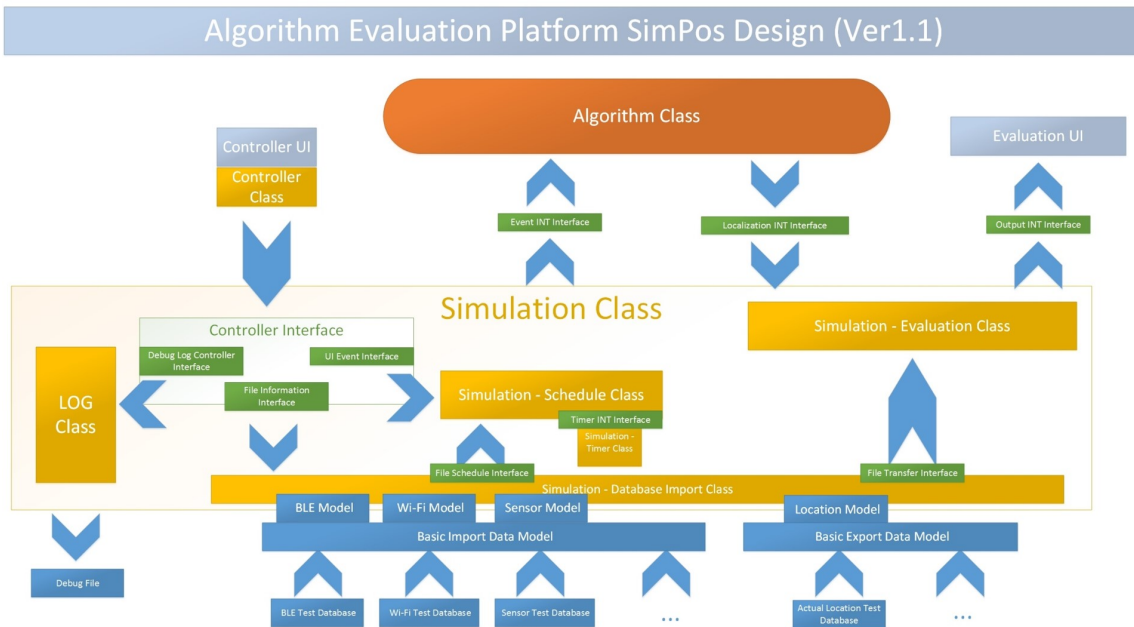 Algorithm Evaluation Platform SimPos Design (Ver1.1)
Algorithm Class
Controller UI
Controller
Class
Evaluation UI
Event INT Interface
Localization INT Interface
Output INT Interface
Simulation Class
Controller Interface
Debug Log Controller
Interface
UI Event Interface
File Information
Interface
LOG
Class
Simulation - Schedule Class
Timer INT Interface
Simulation -
Timer Class
Simulation - Evaluation Class
File Schedule Interface
File Transfer Interface
Simulation - Database Import Class
BLE Model
Wi-Fi Model
Sensor Model
Location Model
Basic Import Data Model
Basic Export Data Model
Debug File
BLE Test Database
Wi-Fi Test Database
Sensor Test Database
...
Actual Location Test
Database
...